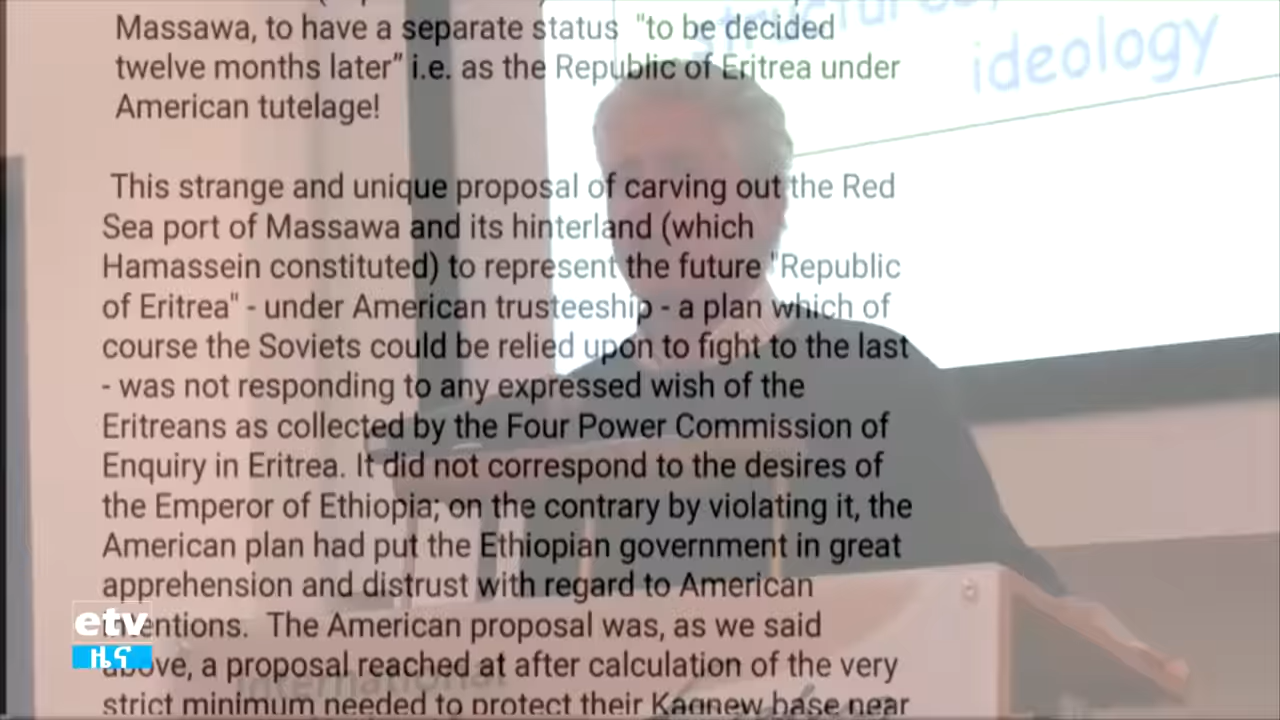 structures,
ideology
Massawa, to have a separate status "to be decided
twelve months later" i.e. as the Republic of Eritrea under
American tutelage!
This strange and unique proposal of carving out the Red
Sea port of Massawa and its hinterland (which
Hamassein constituted) to represent the future "Republic
of Eritrea" - under American trusteeship - a plan which of
course the Soviets could be relied upon to fight to the last
- was not responding to any expressed wish of the
Eritreans as collected by the Four Power Commission of
Enquiry in Eritrea. It did not correspond to the desires of
the Emperor of Ethiopia; on the contrary by violating it, the
American plan had put the Ethiopian government in great
apprehension and distrust with regard to American
intentions. The American proposal was, as we said
above, a proposal reached at after calculation of the very
strict minimum needed to protect their Kagnew base near
International
etv
ዜና